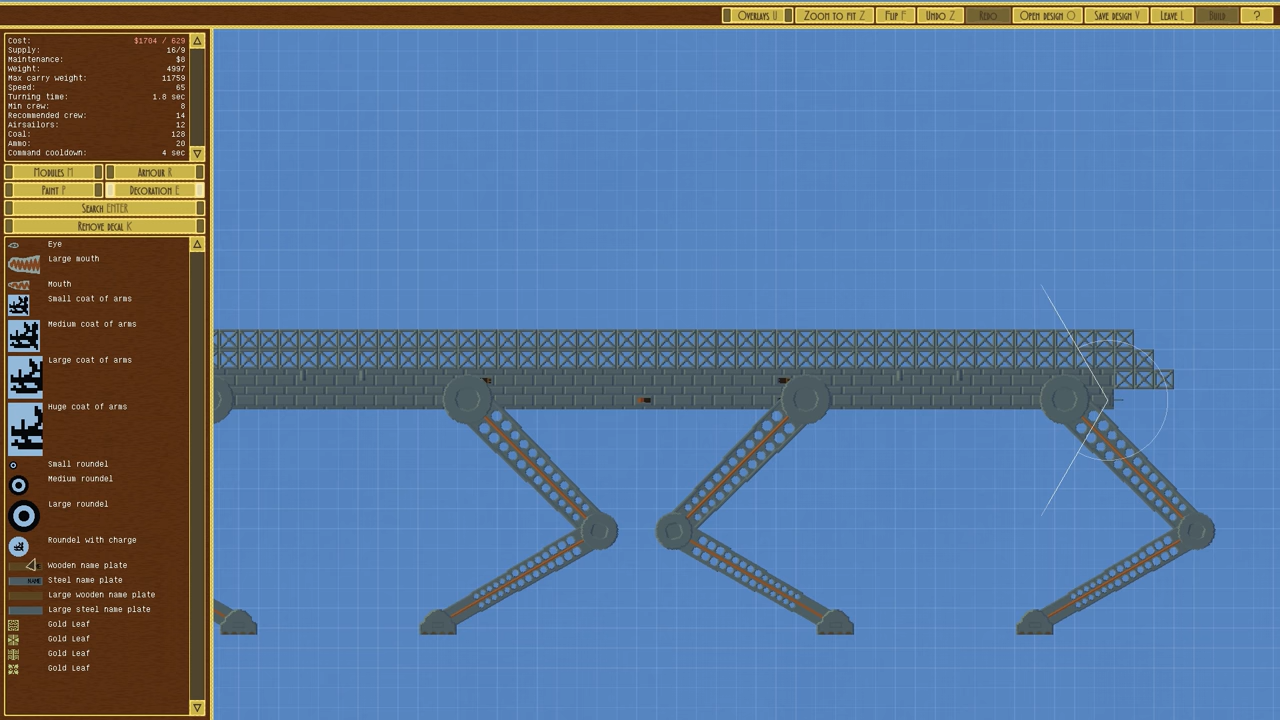 Overlays U
Zoom to fit Z
Flip F
Undo Z
Redo
Open design O
Save design V
Leave L
Build
?
Cost: $1704 / 629
Supply: 16/9
Maintenance: $8
Weight: 4997
Max carry weight: 11759
Speed: 65
Turning time: 1.8 sec
Min crew: 8
Recommended crew: 14
Airsailors: 12
Coal: 128
Ammo: 20
Command cooldown: 4 sec
Modules M
Armour R
Paint P
Decoration E
Search ENTER
Remove decal K
Eye
Large mouth
Mouth
Small coat of arms
Medium coat of arms
Large coat of arms
Huge coat of arms
Small roundel
Medium roundel
Large roundel
Roundel with charge
Wooden name plate
NAME Steel name plate
Large wooden name plate
Large steel name plate
Gold Leaf
Gold Leaf
Gold Leaf
Gold Leaf